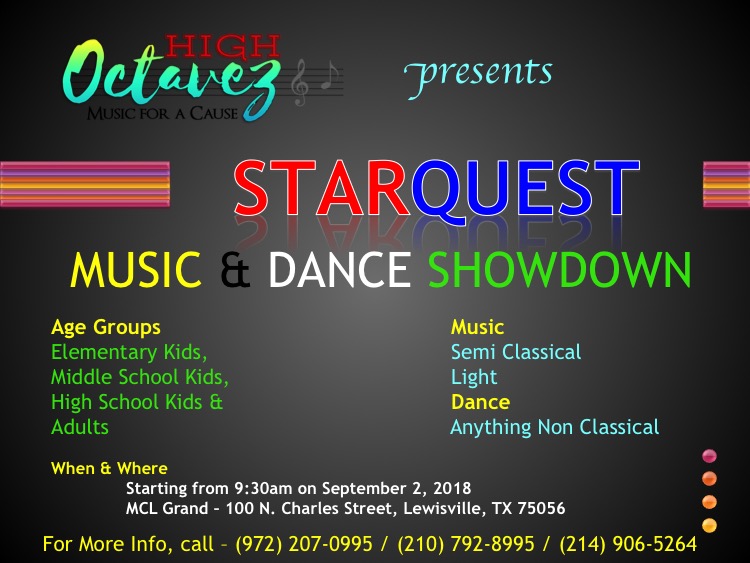 HIGH
Octavez
MUSIC FOR A CAUSE
presents
STARQUEST
MUSIC & DANCE SHOWDOWN
Age Groups
Elementary Kids,
Middle School Kids,
High School Kids &
Adults
Music
Semi Classical
Light
Dance
Anything Non Classical
When & Where
Starting from 9:30am on September 2, 2018
MCL Grand – 100 N. Charles Street, Lewisville, TX 75056
For More Info, call – (972) 207-0995 / (210) 792-8995 / (214) 906-5264